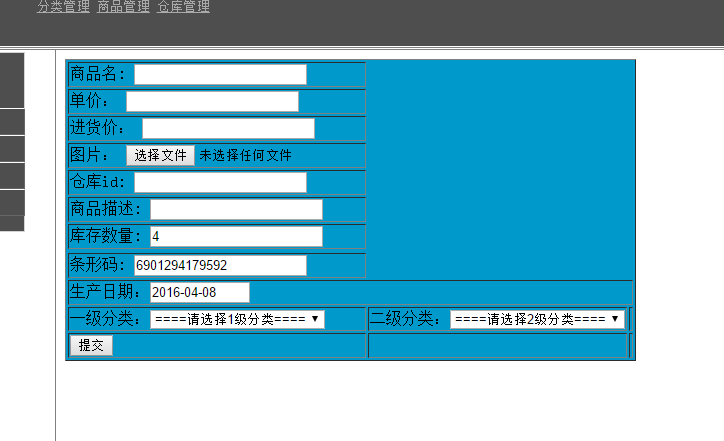 分类管理 商品管理 仓库管理
商品名:
单价:
进货价:
图片: 选择文件 未选择任何文件
仓库id:
商品描述:
库存数量: 4
条形码: 6901294179592
生产日期: 2016-04-08
一级分类: ====请选择1级分类==== 二级分类: ====请选择2级分类====
提交